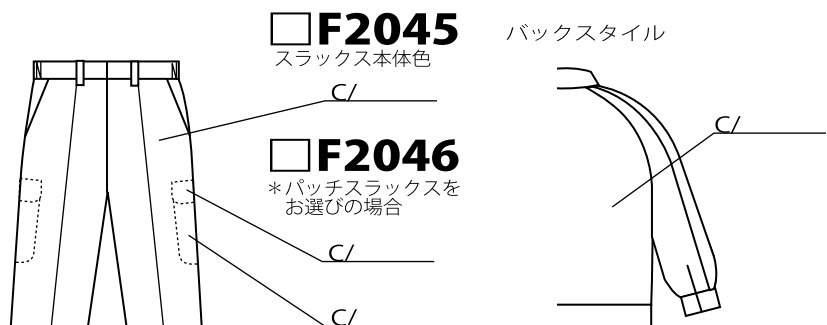 □F2045
スラックス本体色
C/
□F2046
*パッチスラックスを
お選びの場合
C/
C/
バックスタイル
C/